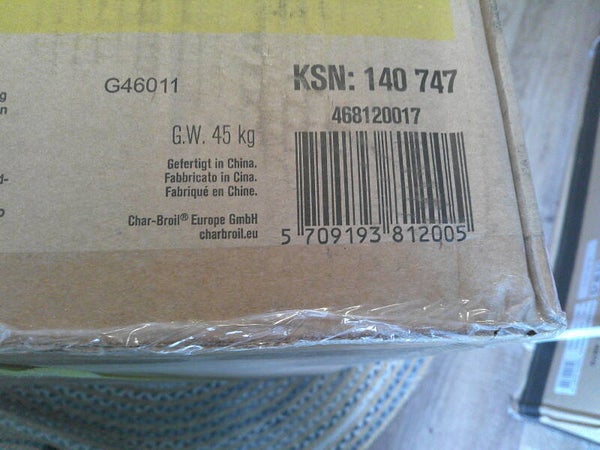 G46011
KSN: 140 747
468120017
G.W. 45 kg
Gefertigt in China.
Fabbricato in Cina.
Fabriqué en Chine.
Char-Broil® Europe GmbH
charbroil.eu
5 709193 812005